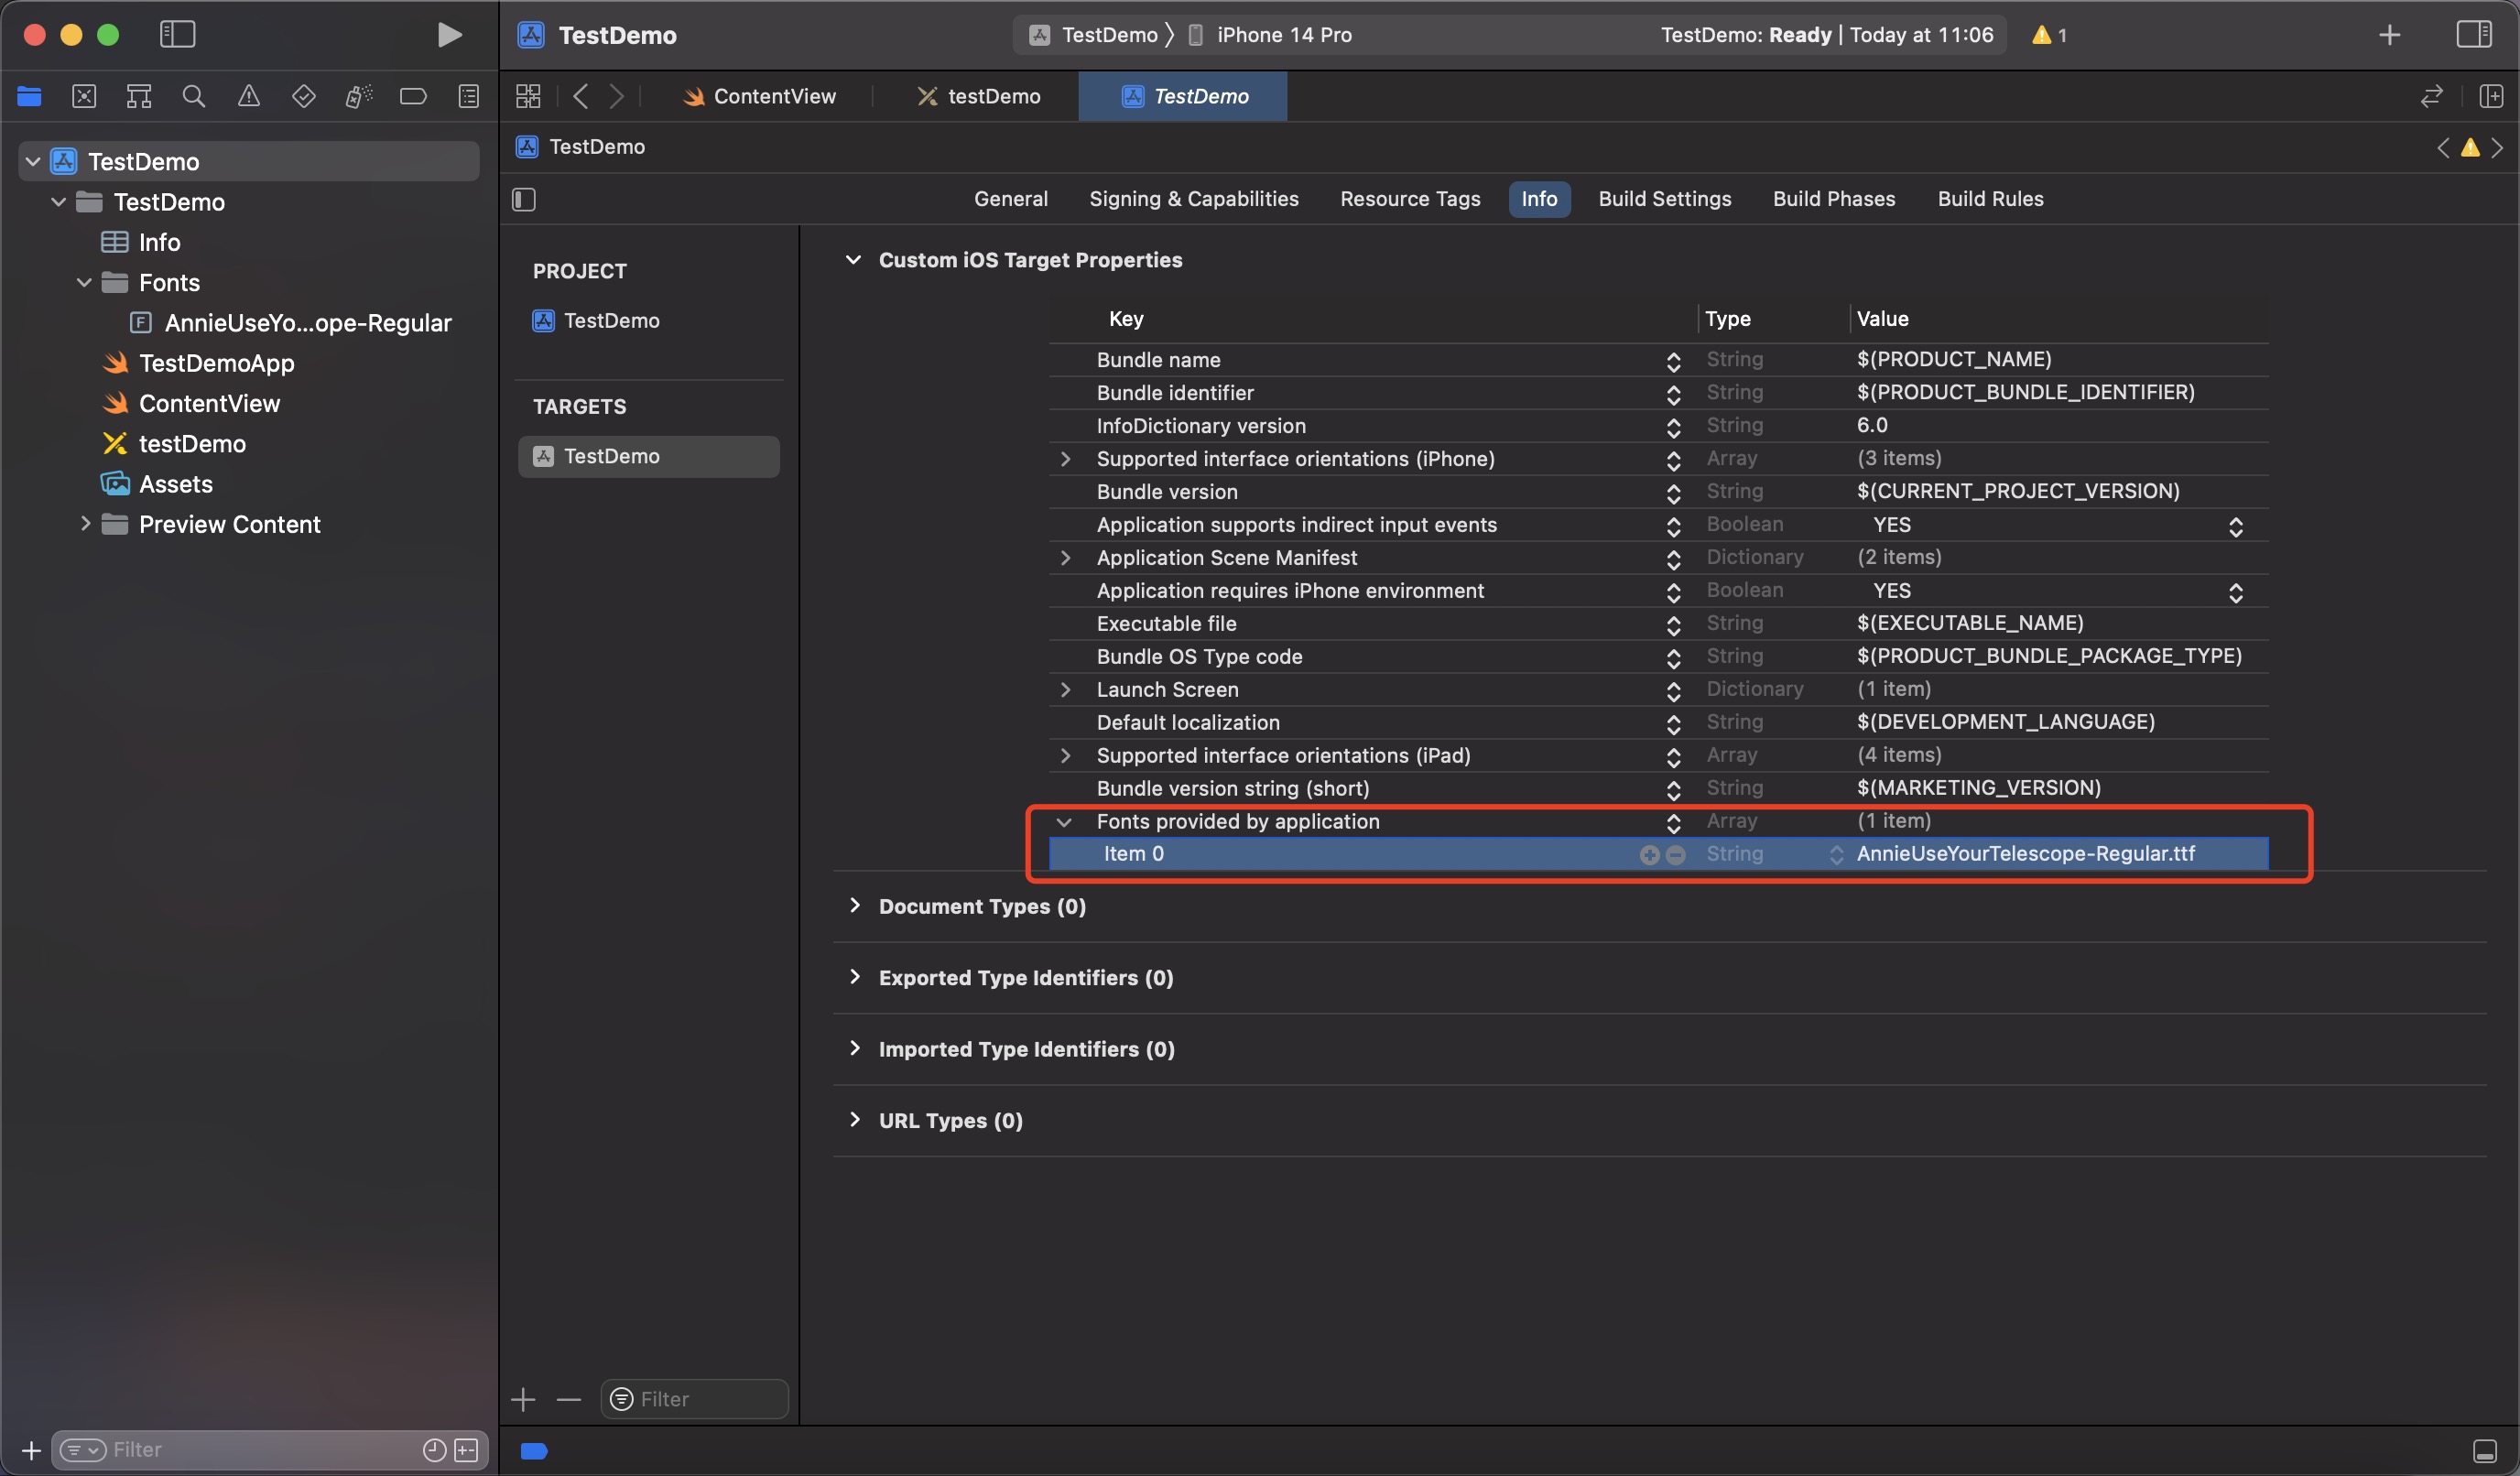 TestDemo
TestDemo 〉 iPhone 14 Pro
TestDemo: Ready | Today at 11:06
1
ContentView
testDemo
TestDemo
TestDemo
TestDemo
TestDemo
Info
Fonts
AnnieUseYo...ope-Regular
TestDemoApp
ContentView
testDemo
Assets
Preview Content
Filter
General Signing & Capabilities Resource Tags Info Build Settings Build Phases Build Rules
PROJECT
TestDemo
TARGETS
TestDemo
Filter
Custom iOS Target Properties
Key Type Value
Bundle name String $(PRODUCT_NAME)
Bundle identifier String $(PRODUCT_BUNDLE_IDENTIFIER)
InfoDictionary version String 6.0
Supported interface orientations (iPhone) Array (3 items)
Bundle version String $(CURRENT_PROJECT_VERSION)
Application supports indirect input events Boolean YES
Application Scene Manifest Dictionary (2 items)
Application requires iPhone environment Boolean YES
Executable file String $(EXECUTABLE_NAME)
Bundle OS Type code String $(PRODUCT_BUNDLE_PACKAGE_TYPE)
Launch Screen Dictionary (1 item)
Default localization String $(DEVELOPMENT_LANGUAGE)
Supported interface orientations (iPad) Array (4 items)
Bundle version string (short) String $(MARKETING_VERSION)
Fonts provided by application Array (1 item)
Item 0 String AnnieUseYourTelescope-Regular.ttf
Document Types (0)
Exported Type Identifiers (0)
Imported Type Identifiers (0)
URL Types (0)